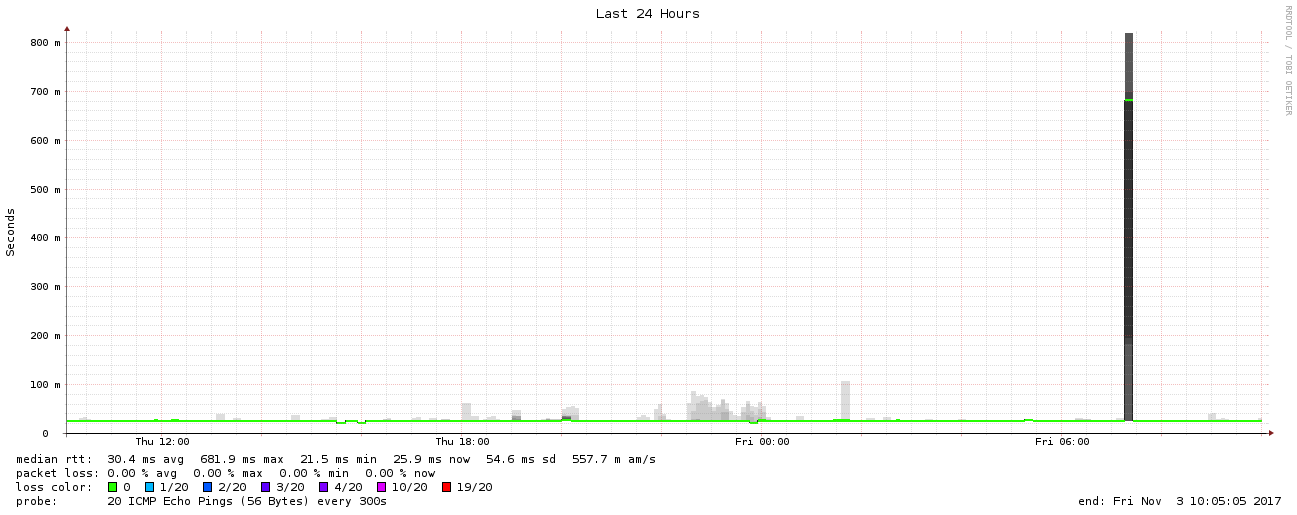 Last 24 Hours
RRDTOOL / TOBI OETIKER
Seconds
800 m
700 m
600 m
500 m
400 m
300 m
200 m
100 m
0
Thu 12:00 Thu 18:00 Fri 00:00 Fri 06:00
median rtt: 30.4 ms avg 681.9 ms max 21.5 ms min 25.9 ms now 54.6 ms sd 557.7 m am/s
packet loss: 0.00 % avg 0.00 % max 0.00 % min 0.00 % now
loss color: 0 1/20 2/20 3/20 4/20 10/20 19/20
probe: 20 ICMP Echo Pings (56 Bytes) every 300s end: Fri Nov 3 10:05:05 2017